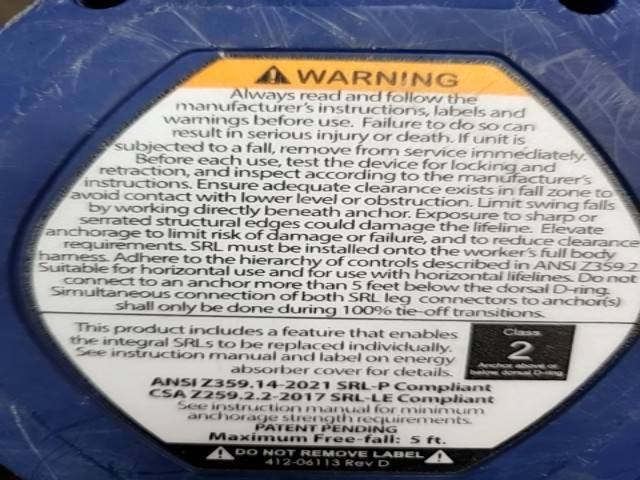 WARNING
Always read and follow the
manufacturer's instructions, labels and
warnings before use. Failure to do so can
result in serious injury or death. If unit is
subjected to a fall, remove from service immediately.
Before each use, test the device for locking and
retraction, and inspect according to the manufacturer's
instructions. Ensure adequate clearance exists in fall zone to
avoid contact with lower level or obstruction. Limit swing falls
by working directly beneath anchor. Exposure to sharp or
serrated structural edges could damage the lifeline. Elevate
anchorage to limit risk of damage or failure, and to reduce clearance
requirements. SRL must be installed onto the worker's full body
harness. Adhere to the hierarchy of controls described in ANSI Z359.2
Suitable for horizontal use and for use with horizontal lifelines. Do not
connect to an anchor more than 5 feet below the dorsal D-ring.
Simultaneous connection of both SRL leg connectors to anchor(s)
shall only be done during 100% tie-off transitions.
This product includes a feature that enables
the integral SRLs to be replaced individually.
See instruction manual and label on energy
absorber cover for details.
Class
2
Anchor above or
below dorsal D-ring
ANSI Z359.14-2021 SRL-P Compliant
CSA Z259.2.2-2017 SRL-LE Compliant
See instruction manual for minimum
anchorage strength requirements.
PATENT PENDING
Maximum Free-fall: 5 ft.
DO NOT REMOVE LABEL
412-06113 Rev D